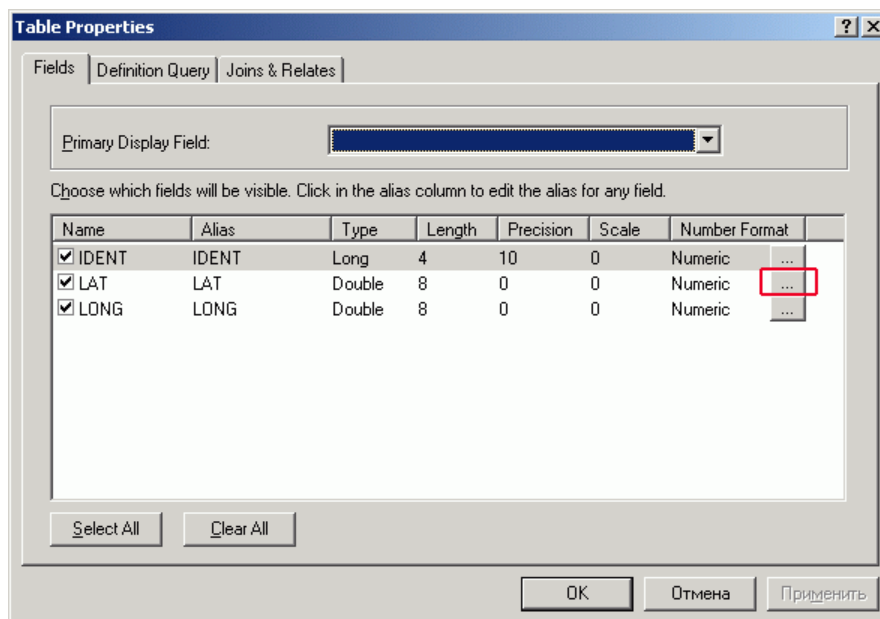 Table Properties
Fields Definition Query Joins & Relates
Primary Display Field:
Choose which fields will be visible. Click in the alias column to edit the alias for any field.
Name Alias Type Length Precision Scale Number Format
IDENT IDENT Long 4 10 0 Numeric ...
LAT LAT Double 8 0 0 Numeric ...
LONG LONG Double 8 0 0 Numeric ...
Select All Clear All
OK Отмена Применить